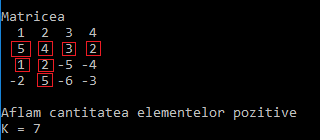 Matricea
1 2 3 4
5 4 3 2
1 2 -5 -4
-2 5 -6 -3
Aflam cantitatea elementelor pozitive
K = 7